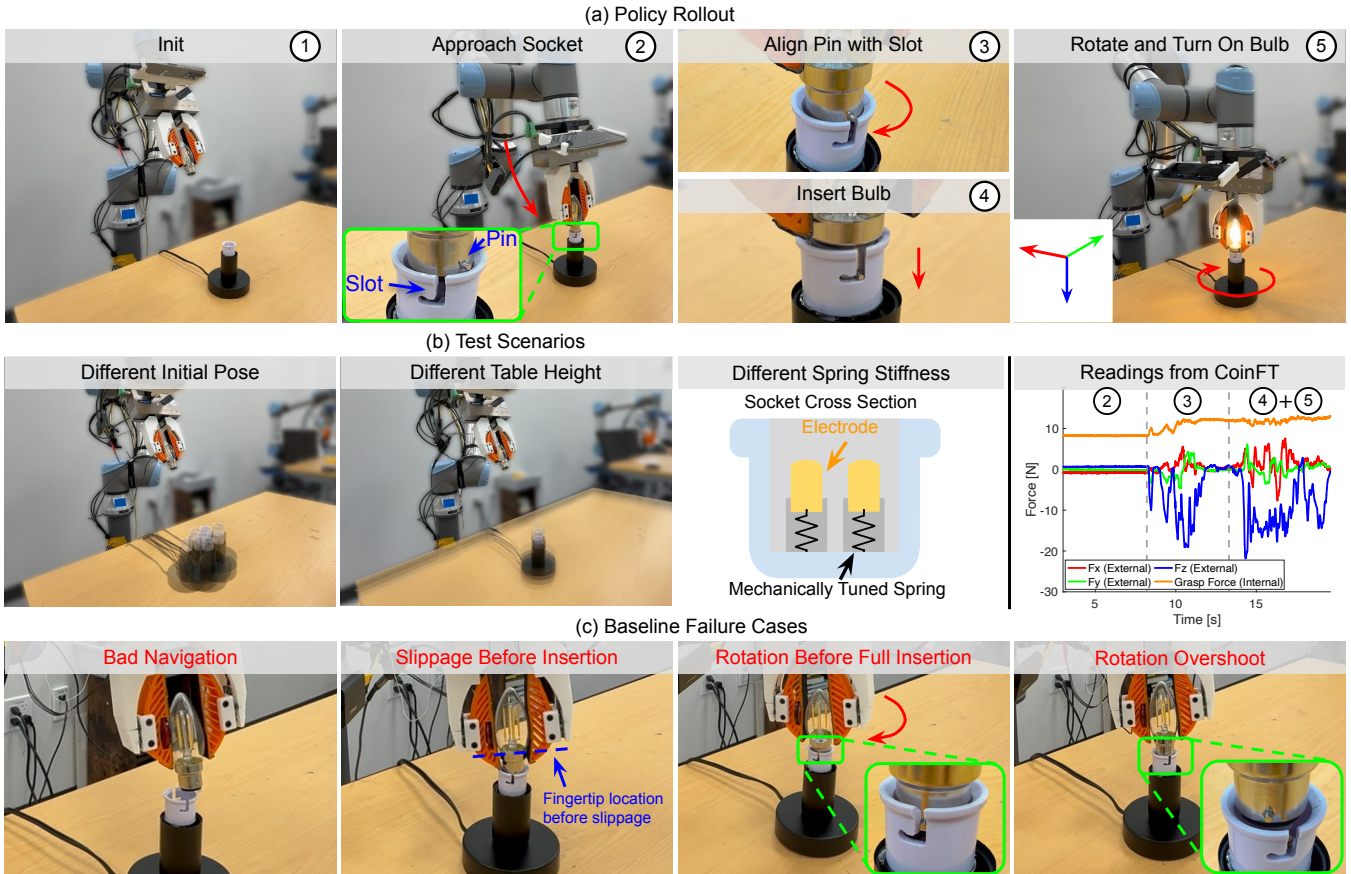 (a) Policy Rollout
Init
1
Approach Socket
2
Pin
Slot
Align Pin with Slot
3
Insert Bulb
4
Rotate and Turn On Bulb
5
(b) Test Scenarios
Different Initial Pose
Different Table Height
Different Spring Stiffness
Socket Cross Section
Electrode
Mechanically Tuned Spring
Readings from CoinFT
2 3 4 + 5
10
0
-10
-20
-30
Force [N]
Fx (External) Fz (External)
Fy (External) Grasp Force (Internal)
5 10 15
Time [s]
(c) Baseline Failure Cases
Bad Navigation
Slippage Before Insertion
Fingertip location
before slippage
Rotation Before Full Insertion
Rotation Overshoot